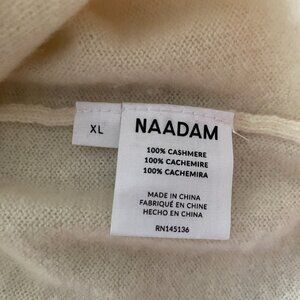 XL
NAADAM
100% CASHMERE
100% CACHEMIRE
100% CACHEMIRA
MADE IN CHINA
FABRIQUÉ EN CHINE
HECHO EN CHINA
RN145136